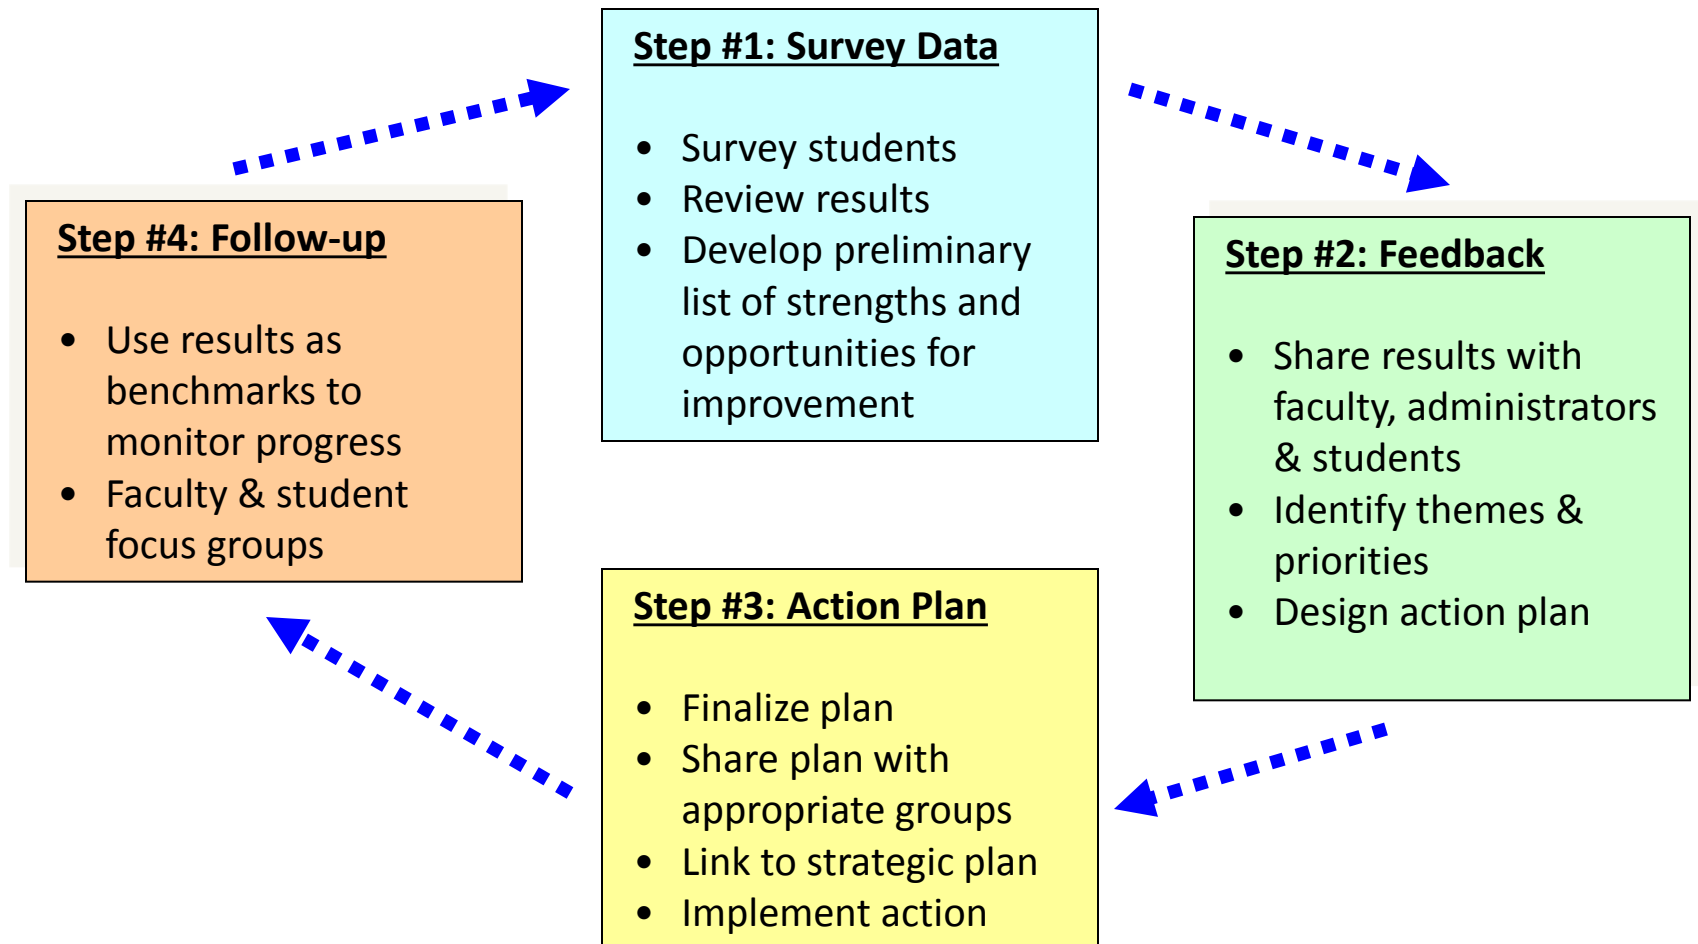 Step #1: Survey Data
• Survey students
• Review results
• Develop preliminary
list of strengths and
opportunities for
improvement
Step #2: Feedback
• Share results with
faculty, administrators
& students
• Identify themes &
priorities
• Design action plan
Step #3: Action Plan
• Finalize plan
• Share plan with
appropriate groups
• Link to strategic plan
• Implement action
Step #4: Follow-up
• Use results as
benchmarks to
monitor progress
• Faculty & student
focus groups